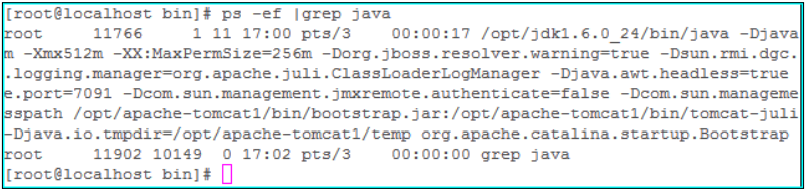 [root@localhost bin]# ps -ef |grep java
root     11766     1 11 17:00 pts/3    00:00:17 /opt/jdk1.6.0_24/bin/java -Djava
m -Xmx512m -XX:MaxPermSize=256m -Dorg.jboss.resolver.warning=true -Dsun.rmi.dgc.
.logging.manager=org.apache.juli.ClassLoaderLogManager -Djava.awt.headless=true
e.port=7091 -Dcom.sun.management.jmxremote.authenticate=false -Dcom.sun.manageme
sspath /opt/apache-tomcat1/bin/bootstrap.jar:/opt/apache-tomcat1/bin/tomcat-juli
-Djava.io.tmpdir=/opt/apache-tomcat1/temp org.apache.catalina.startup.Bootstrap
root     11902 10149  0 17:02 pts/3    00:00:00 grep java
[root@localhost bin]#